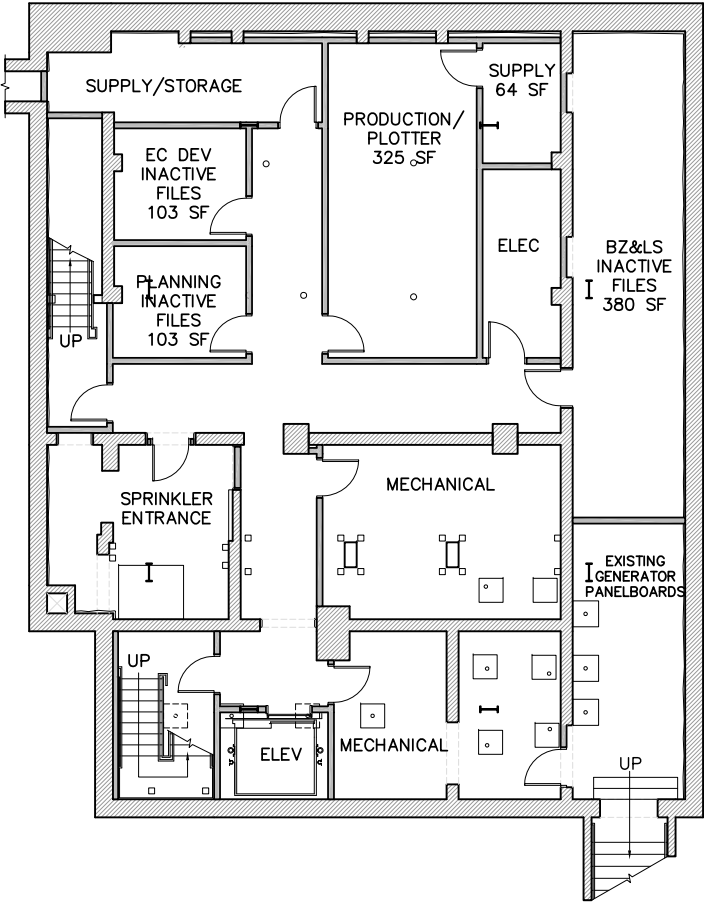 SUPPLY/STORAGE
SUPPLY
64 SF
PRODUCTION/
PLOTTER
325 SF
EC DEV
INACTIVE
FILES
103 SF
ELEC
BZ&LS
INACTIVE
FILES
380 SF
PLANNING
INACTIVE
FILES
103 SF
UP
MECHANICAL
SPRINKLER
ENTRANCE
EXISTING
GENERATOR
PANELBOARDS
UP
MECHANICAL
ELEV
UP